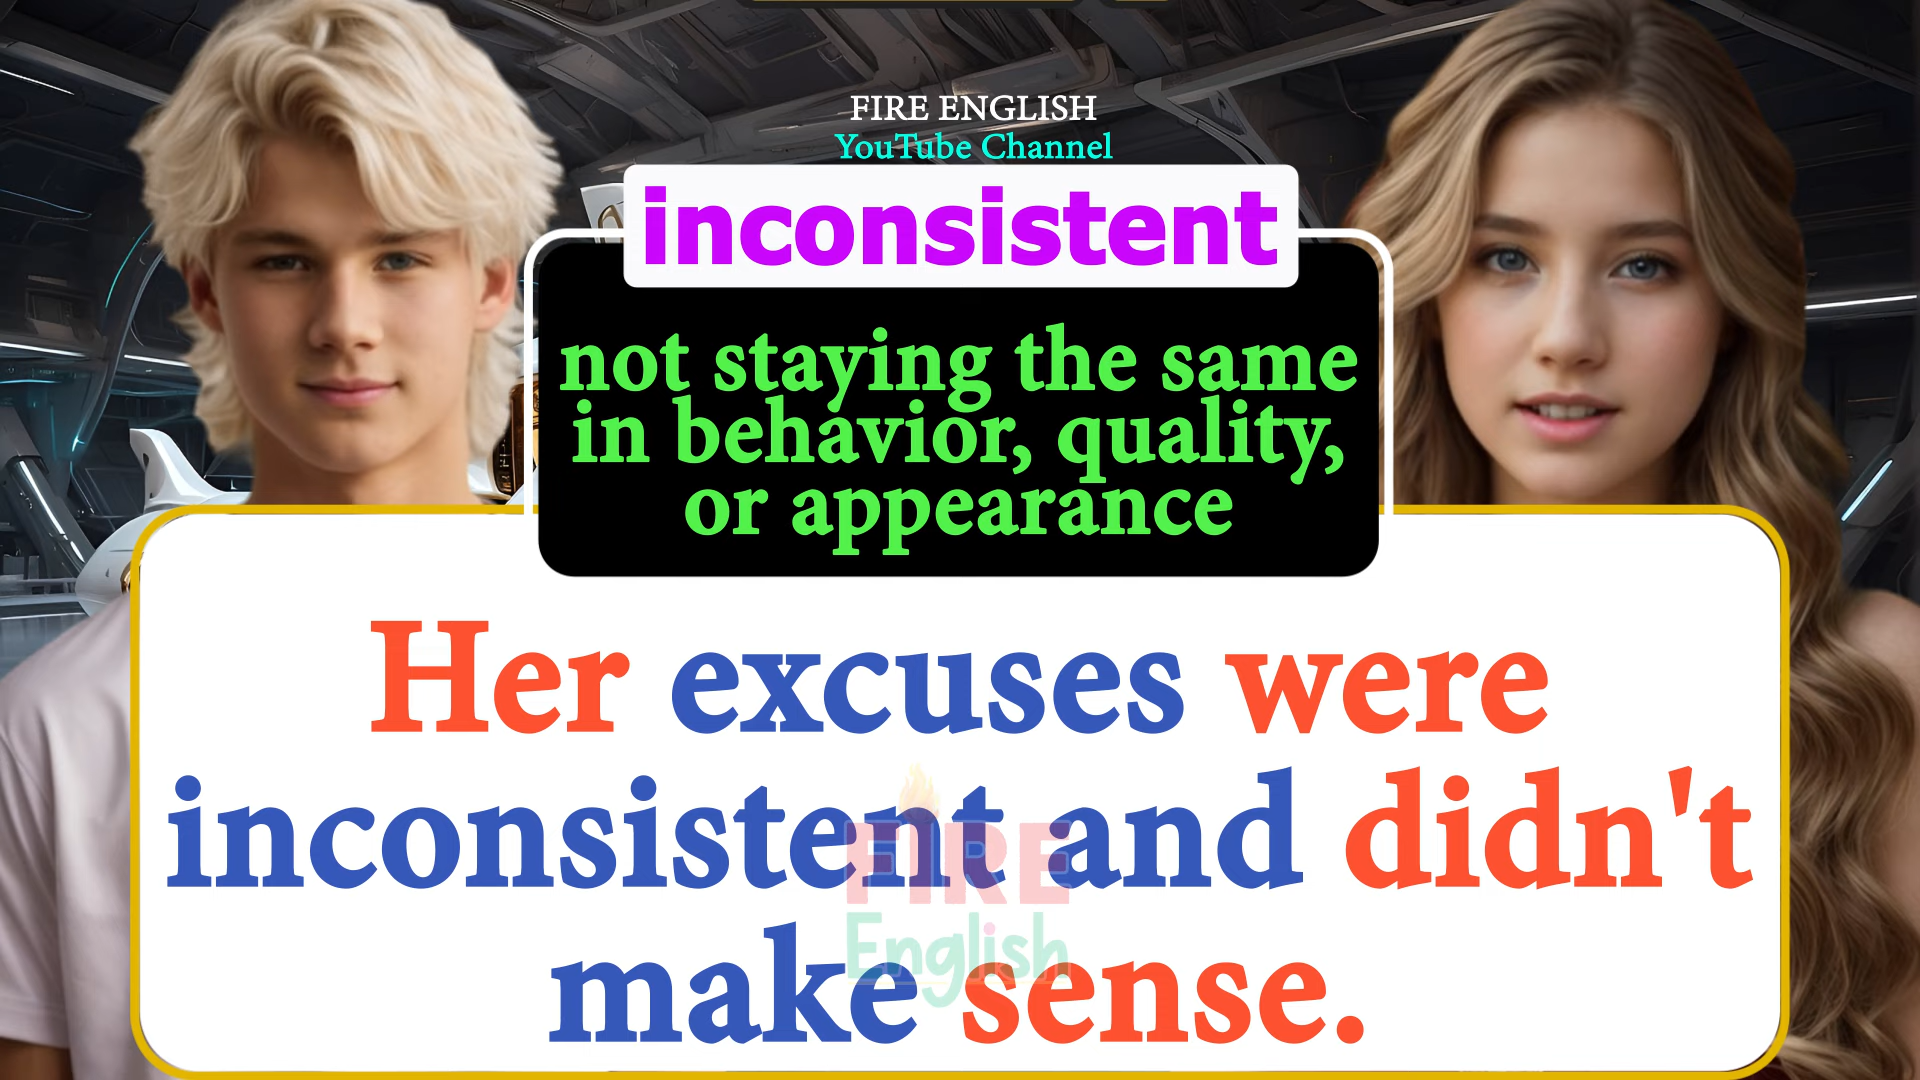 FIRE ENGLISH
YouTube Channel
inconsistent
not staying the same
in behavior, quality,
or appearance
Her excuses were
inconsistent and didn't
make sense.
FIRE
English